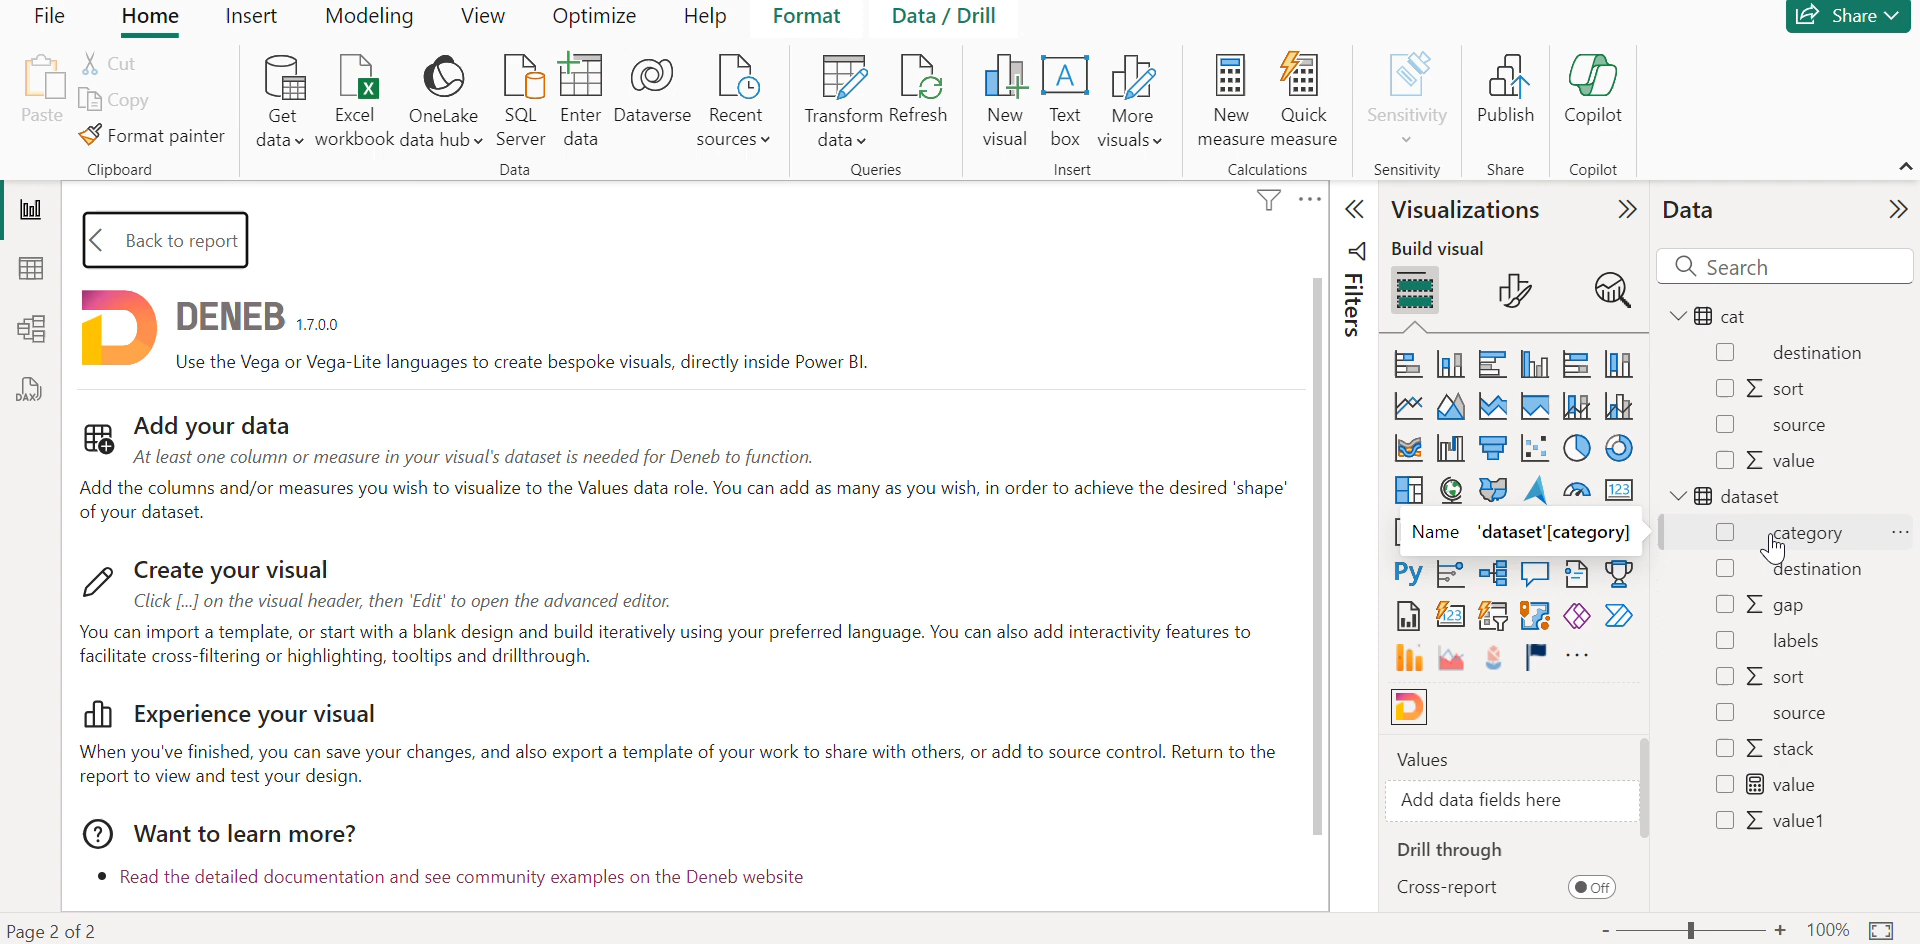 File Home Insert Modeling View Optimize Help Format Data / Drill Share
Paste
Cut
Copy
Format painter
Clipboard
Get data
Excel workbook
OneLake data hub
SQL Server
Enter data
Dataverse
Recent sources
Data
Transform data
Refresh
Queries
New visual
Text box
More visuals
Insert
New measure
Quick measure
Calculations
Sensitivity
Sensitivity
Publish
Share
Copilot
Copilot
DAX
Back to report
DENEB 1.7.0.0
Use the Vega or Vega-Lite languages to create bespoke visuals, directly inside Power BI.
Add your data
At least one column or measure in your visual's dataset is needed for Deneb to function.
Add the columns and/or measures you wish to visualize to the Values data role. You can add as many as you wish, in order to achieve the desired 'shape'
of your dataset.
Create your visual
Click [...] on the visual header, then 'Edit' to open the advanced editor.
You can import a template, or start with a blank design and build iteratively using your preferred language. You can also add interactivity features to
facilitate cross-filtering or highlighting, tooltips and drillthrough.
Experience your visual
When you've finished, you can save your changes, and also export a template of your work to share with others, or add to source control. Return to the
report to view and test your design.
Want to learn more?
Read the detailed documentation and see community examples on the Deneb website
Filters
Visualizations
Build visual
123
Name 'dataset'[category]
Py
123
Values
Add data fields here
Drill through
Cross-report Off
Data
Search
cat
destination
sort
source
value
dataset
category
destination
gap
labels
sort
source
stack
value
value1
Page 2 of 2
- + 100%